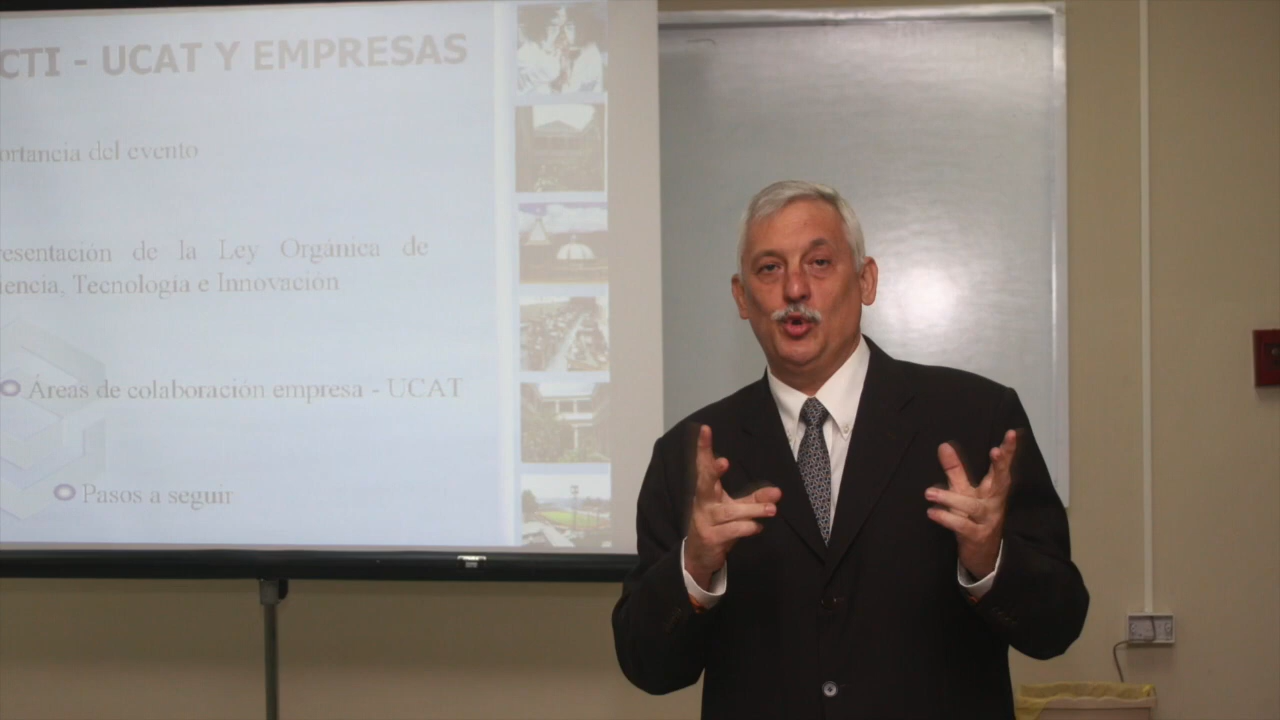 CTI - UCAT Y EMPRESAS
ortancia del evento
resentación de la Ley Orgánica de
iencia, Tecnología e Innovación
Áreas de colaboración empresa - UCAT
Pasos a seguir